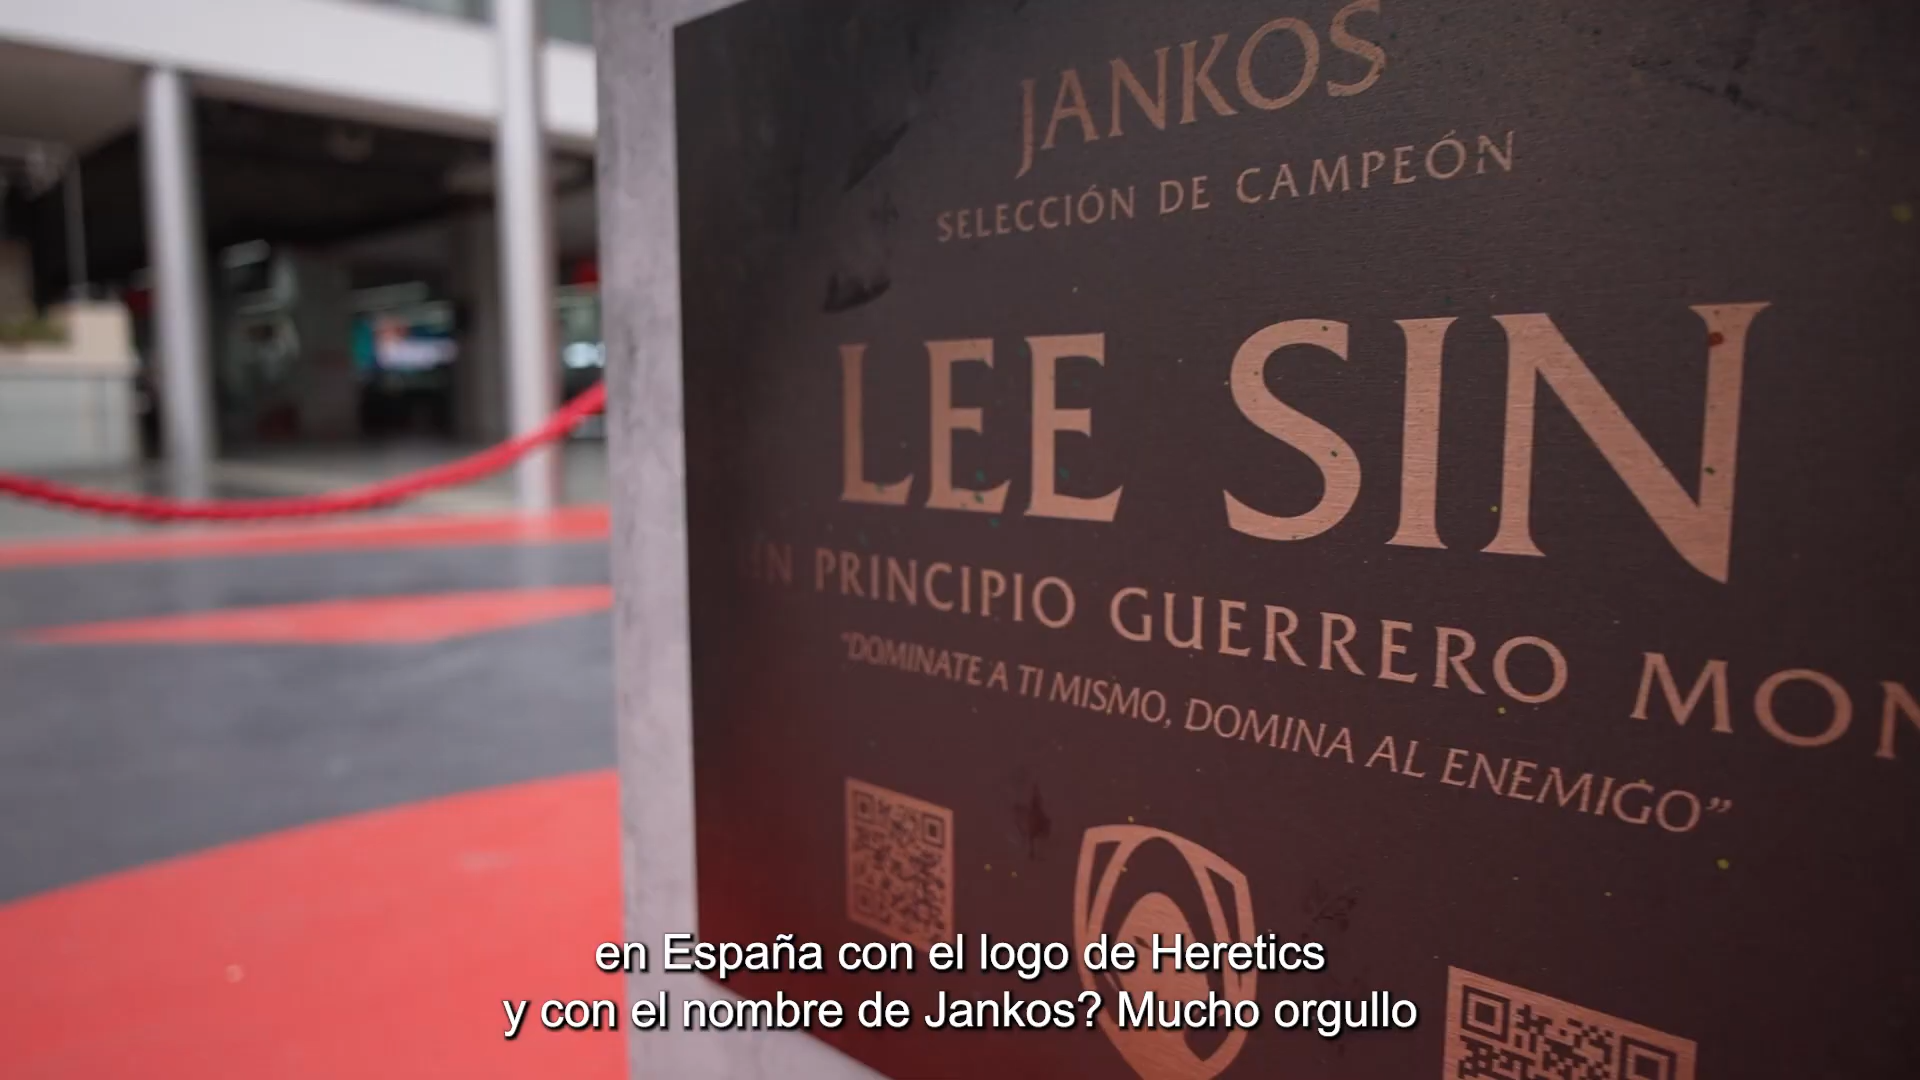 JANKOS
SELECCIÓN DE CAMPEÓN
LEE SIN
EN PRINCIPIO GUERRERO MON
“DOMINATE A TI MISMO, DOMINA AL ENEMIGO”
en España con el logo de Heretics
y con el nombre de Jankos? Mucho orgullo